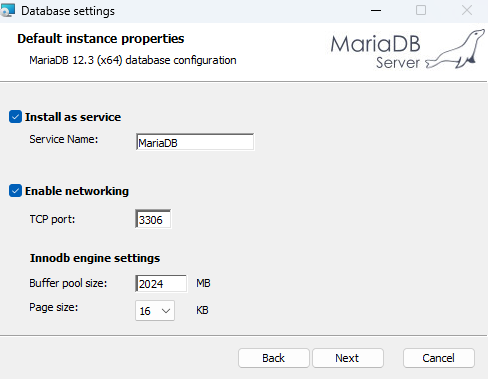 Database settings
Default instance properties
MariaDB 12.3 (x64) database configuration
MariaDB
Server
Install as service
Service Name: MariaDB
Enable networking
TCP port: 3306
Innodb engine settings
Buffer pool size: 2024 MB
Page size: 16 KB
Back Next Cancel